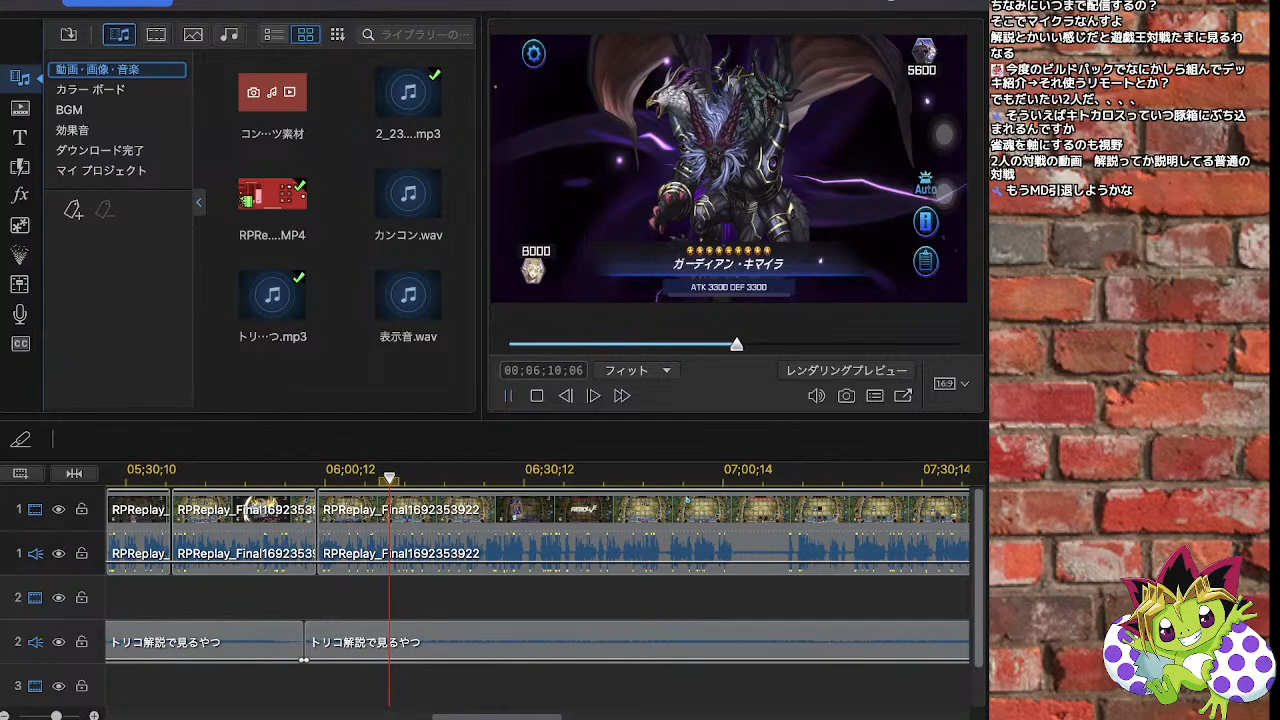 ライブラリーの…
動画・画像・音楽
カラー ボード
BGM
効果音
ダウンロード完了
マイ プロジェクト
コン…ツ素材
2_23....mp3
RPRe....MP4
カンコン.wav
トリ…つ.mp3
表示音.wav
5600
Auto
8000
ガーディアン・キマイラ
ATK 3300 DEF 3300
00;06;10;06
フィット
レンダリングプレビュー
16:9
05;30;10
06;00;12
06;30;12
07;00;14
07;30;14
1
RPReplay_
RPReplay_Final1692353
RPReplay_Final1692353922
1
RPReplay_
RPReplay_Final1692353
RPReplay_Final1692353922
2
2
トリコ解説で見るやつ
トリコ解説で見るやつ
3
fx
CC
ちなみにいつまで配信するの？
そこでマイクラなんすよ
解説とかいい感じだと遊戯王対戦たまに見るわ
なる
今度のビルドパックでなにかしら組んでデッ
キ紹介→それ使うリモートとか？
でもだいたい2人だ、、、、
そういえばキトカロスっていつ豚箱にぶち込
まれるんですか
雀魂を軸にするのも視野
2人の対戦の動画　解説ってか説明してる普通の
対戦
もうMD引退しようかな